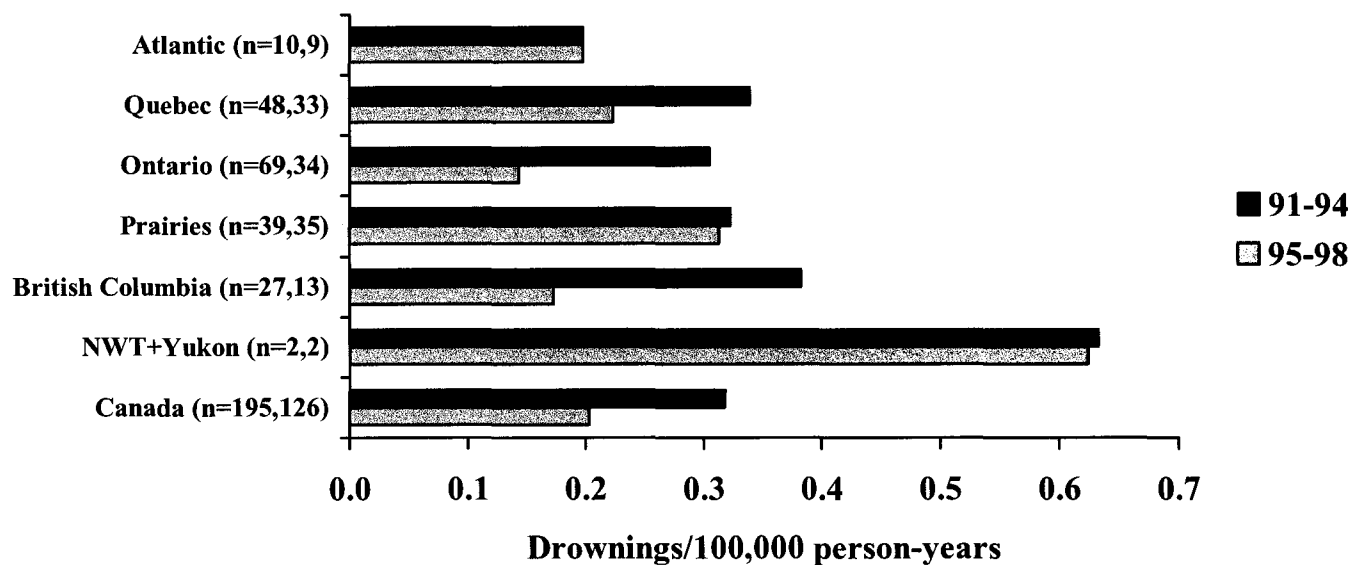 Atlantic (n=10,9)
Quebec (n=48,33)
Ontario (n=69,34)
Prairies (n=39,35)
British Columbia (n=27,13)
NWT+Yukon (n=2,2)
Canada (n=195,126)
0.0 0.1 0.2 0.3 0.4 0.5 0.6 0.7
Drownings/100,000 person-years
91-94
95-98